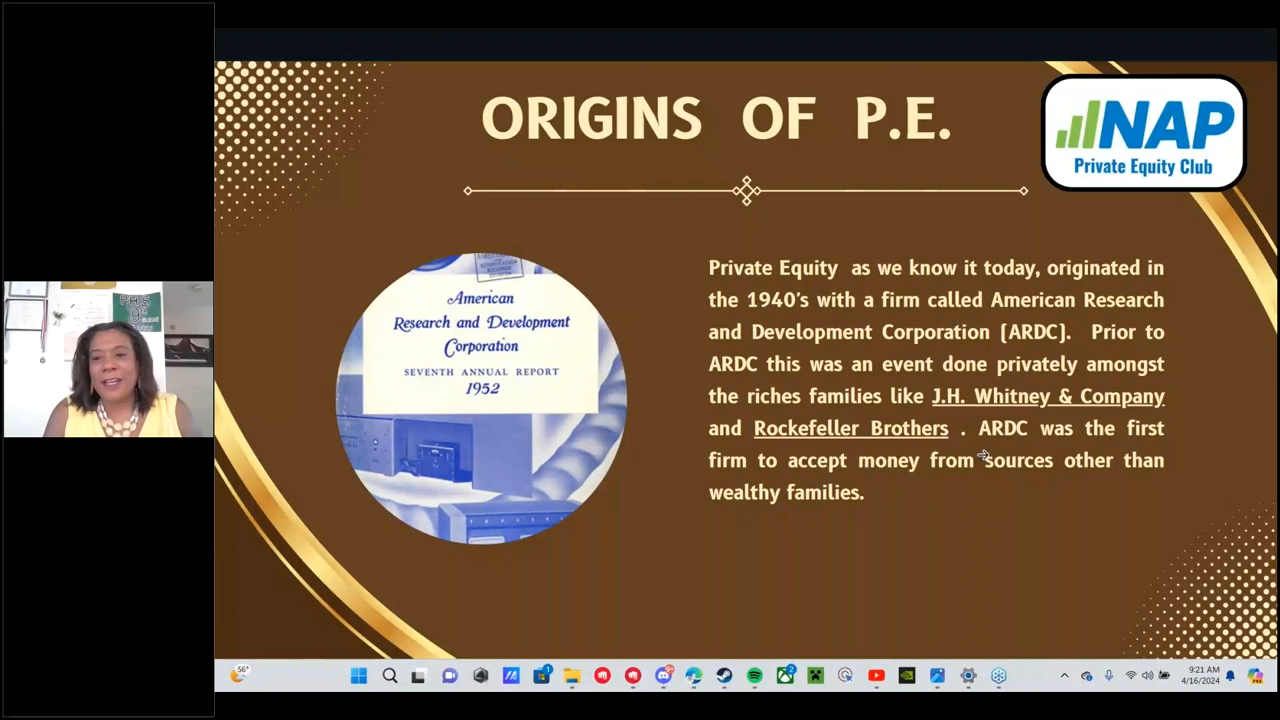 ORIGINS OF P.E.
NAP
Private Equity Club
American
Research and Development
Corporation
SEVENTH ANNUAL REPORT
1952
Private Equity as we know it today, originated in
the 1940's with a firm called American Research
and Development Corporation (ARDC). Prior to
ARDC this was an event done privately amongst
the riches families like J.H. Whitney & Company
and Rockefeller Brothers . ARDC was the first
firm to accept money from sources other than
wealthy families.
PHS
56°
9:21 AM
4/16/2024